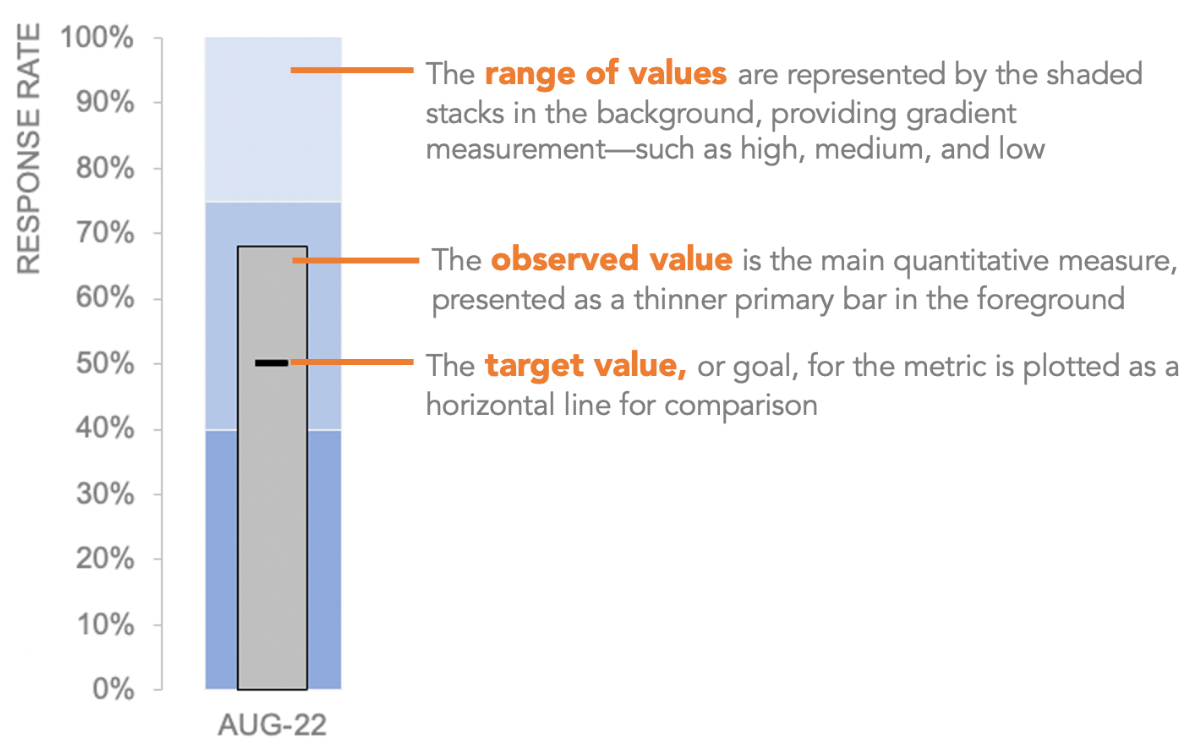 RESPONSE RATE
100%
90%
80%
70%
60%
50%
40%
30%
20%
10%
0%
AUG-22
The range of values are represented by the shaded
stacks in the background, providing gradient
measurement—such as high, medium, and low
The observed value is the main quantitative measure,
presented as a thinner primary bar in the foreground
The target value, or goal, for the metric is plotted as a
horizontal line for comparison